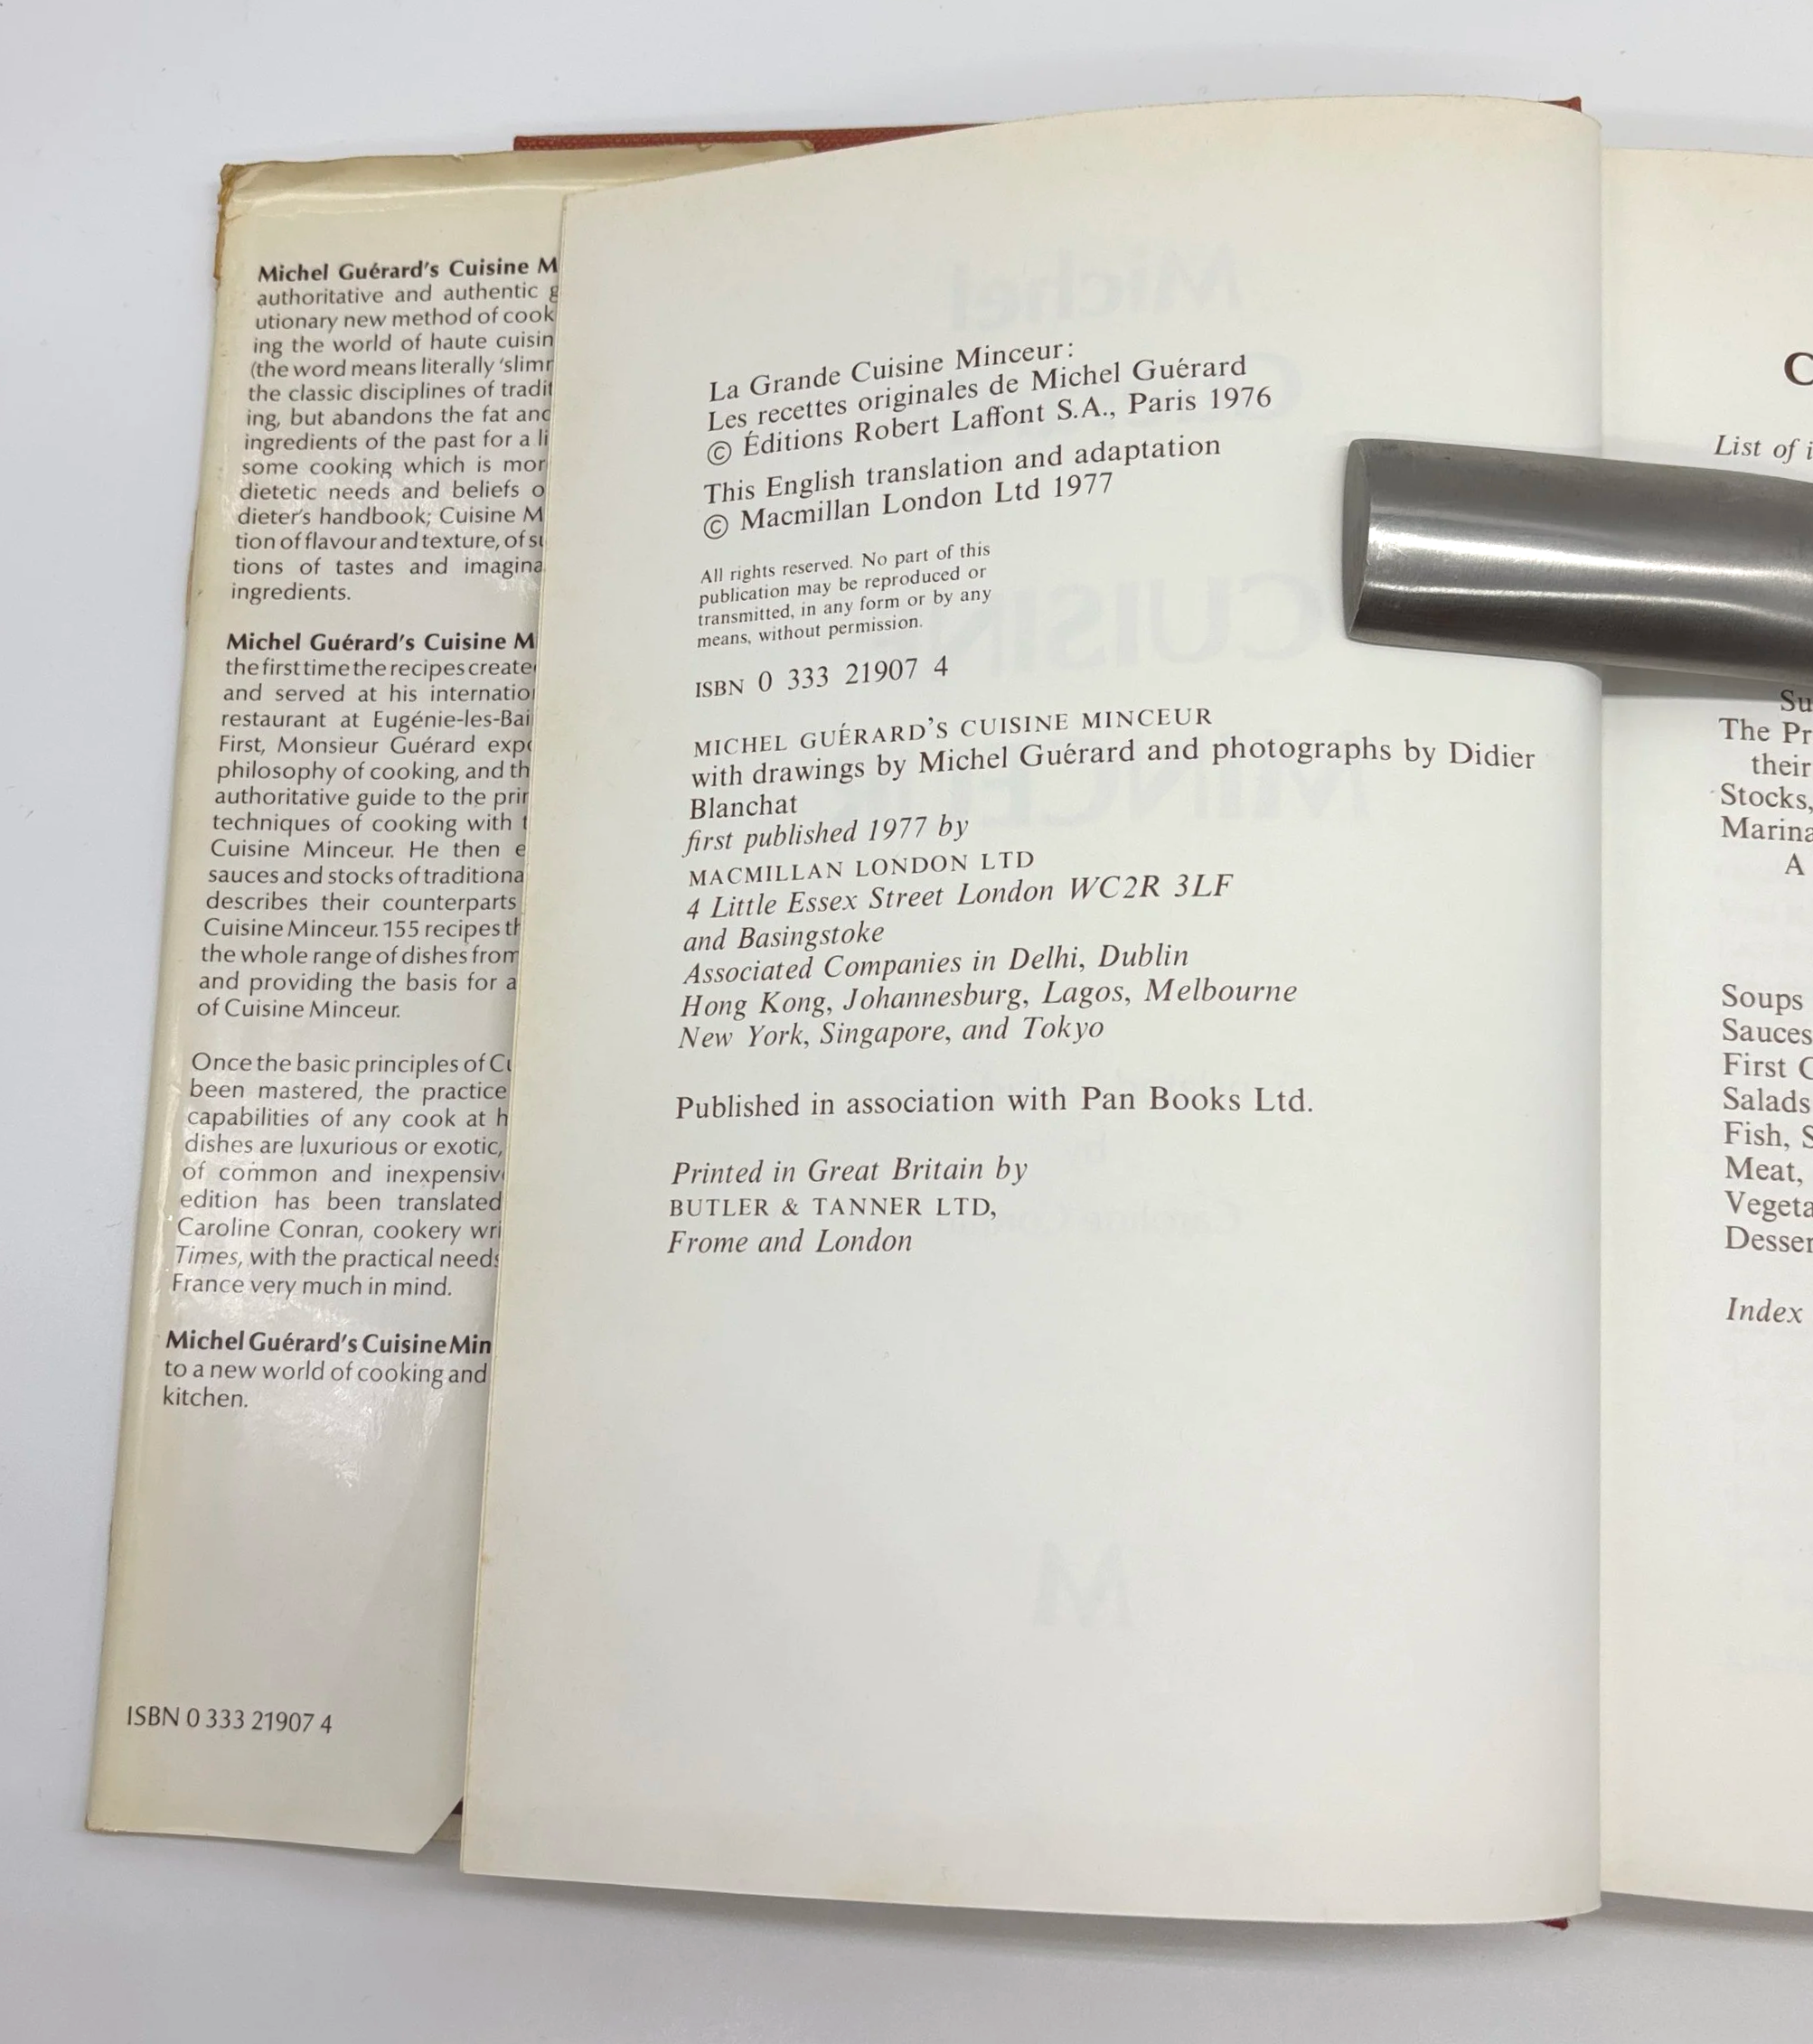 Michel Guérard's Cuisine M
authoritative and authentic
utionary new method of cook
ing the world of haute cuisin
(the word means literally 'slimm
the classic disciplines of tradit
ing, but abandons the fat and
ingredients of the past for a li
some cooking which is mor
dietetic needs and beliefs o
dieter's handbook; Cuisine M
tion of flavour and texture, of su
tions of tastes and imagina
ingredients.
Michel Guérard's Cuisine M
the first time the recipes create
and served at his internatio
restaurant at Eugénie-les-Bai
First, Monsieur Guérard expo
philosophy of cooking, and th
authoritative guide to the prin
techniques of cooking with t
Cuisine Minceur. He then e
sauces and stocks of traditiona
describes their counterparts
Cuisine Minceur. 155 recipes th
the whole range of dishes from
and providing the basis for a
of Cuisine Minceur.
Once the basic principles of Cu
been mastered, the practice
capabilities of any cook at h
dishes are luxurious or exotic,
of common and inexpensiv
edition has been translated
Caroline Conran, cookery wri
Times, with the practical needs
France very much in mind.
Michel Guérard's Cuisine Min
to a new world of cooking and
kitchen.
ISBN 0 333 21907 4
La Grande Cuisine Minceur:
Les recettes originales de Michel Guérard
© Éditions Robert Laffont S.A., Paris 1976
This English translation and adaptation
© Macmillan London Ltd 1977
All rights reserved. No part of this
publication may be reproduced or
transmitted, in any form or by any
means, without permission.
ISBN 0 333 21907 4
MICHEL GUÉRARD'S CUISINE MINCEUR
with drawings by Michel Guérard and photographs by Didier
Blanchat
first published 1977 by
MACMILLAN LONDON LTD
4 Little Essex Street London WC2R 3LF
and Basingstoke
Associated Companies in Delhi, Dublin
Hong Kong, Johannesburg, Lagos, Melbourne
New York, Singapore, and Tokyo
Published in association with Pan Books Ltd.
Printed in Great Britain by
BUTLER & TANNER LTD,
Frome and London
C
List of i
Su
The Pr
their
Stocks,
Marina
A
Soups
Sauces
First C
Salads
Fish, S
Meat,
Vegeta
Desser
Index